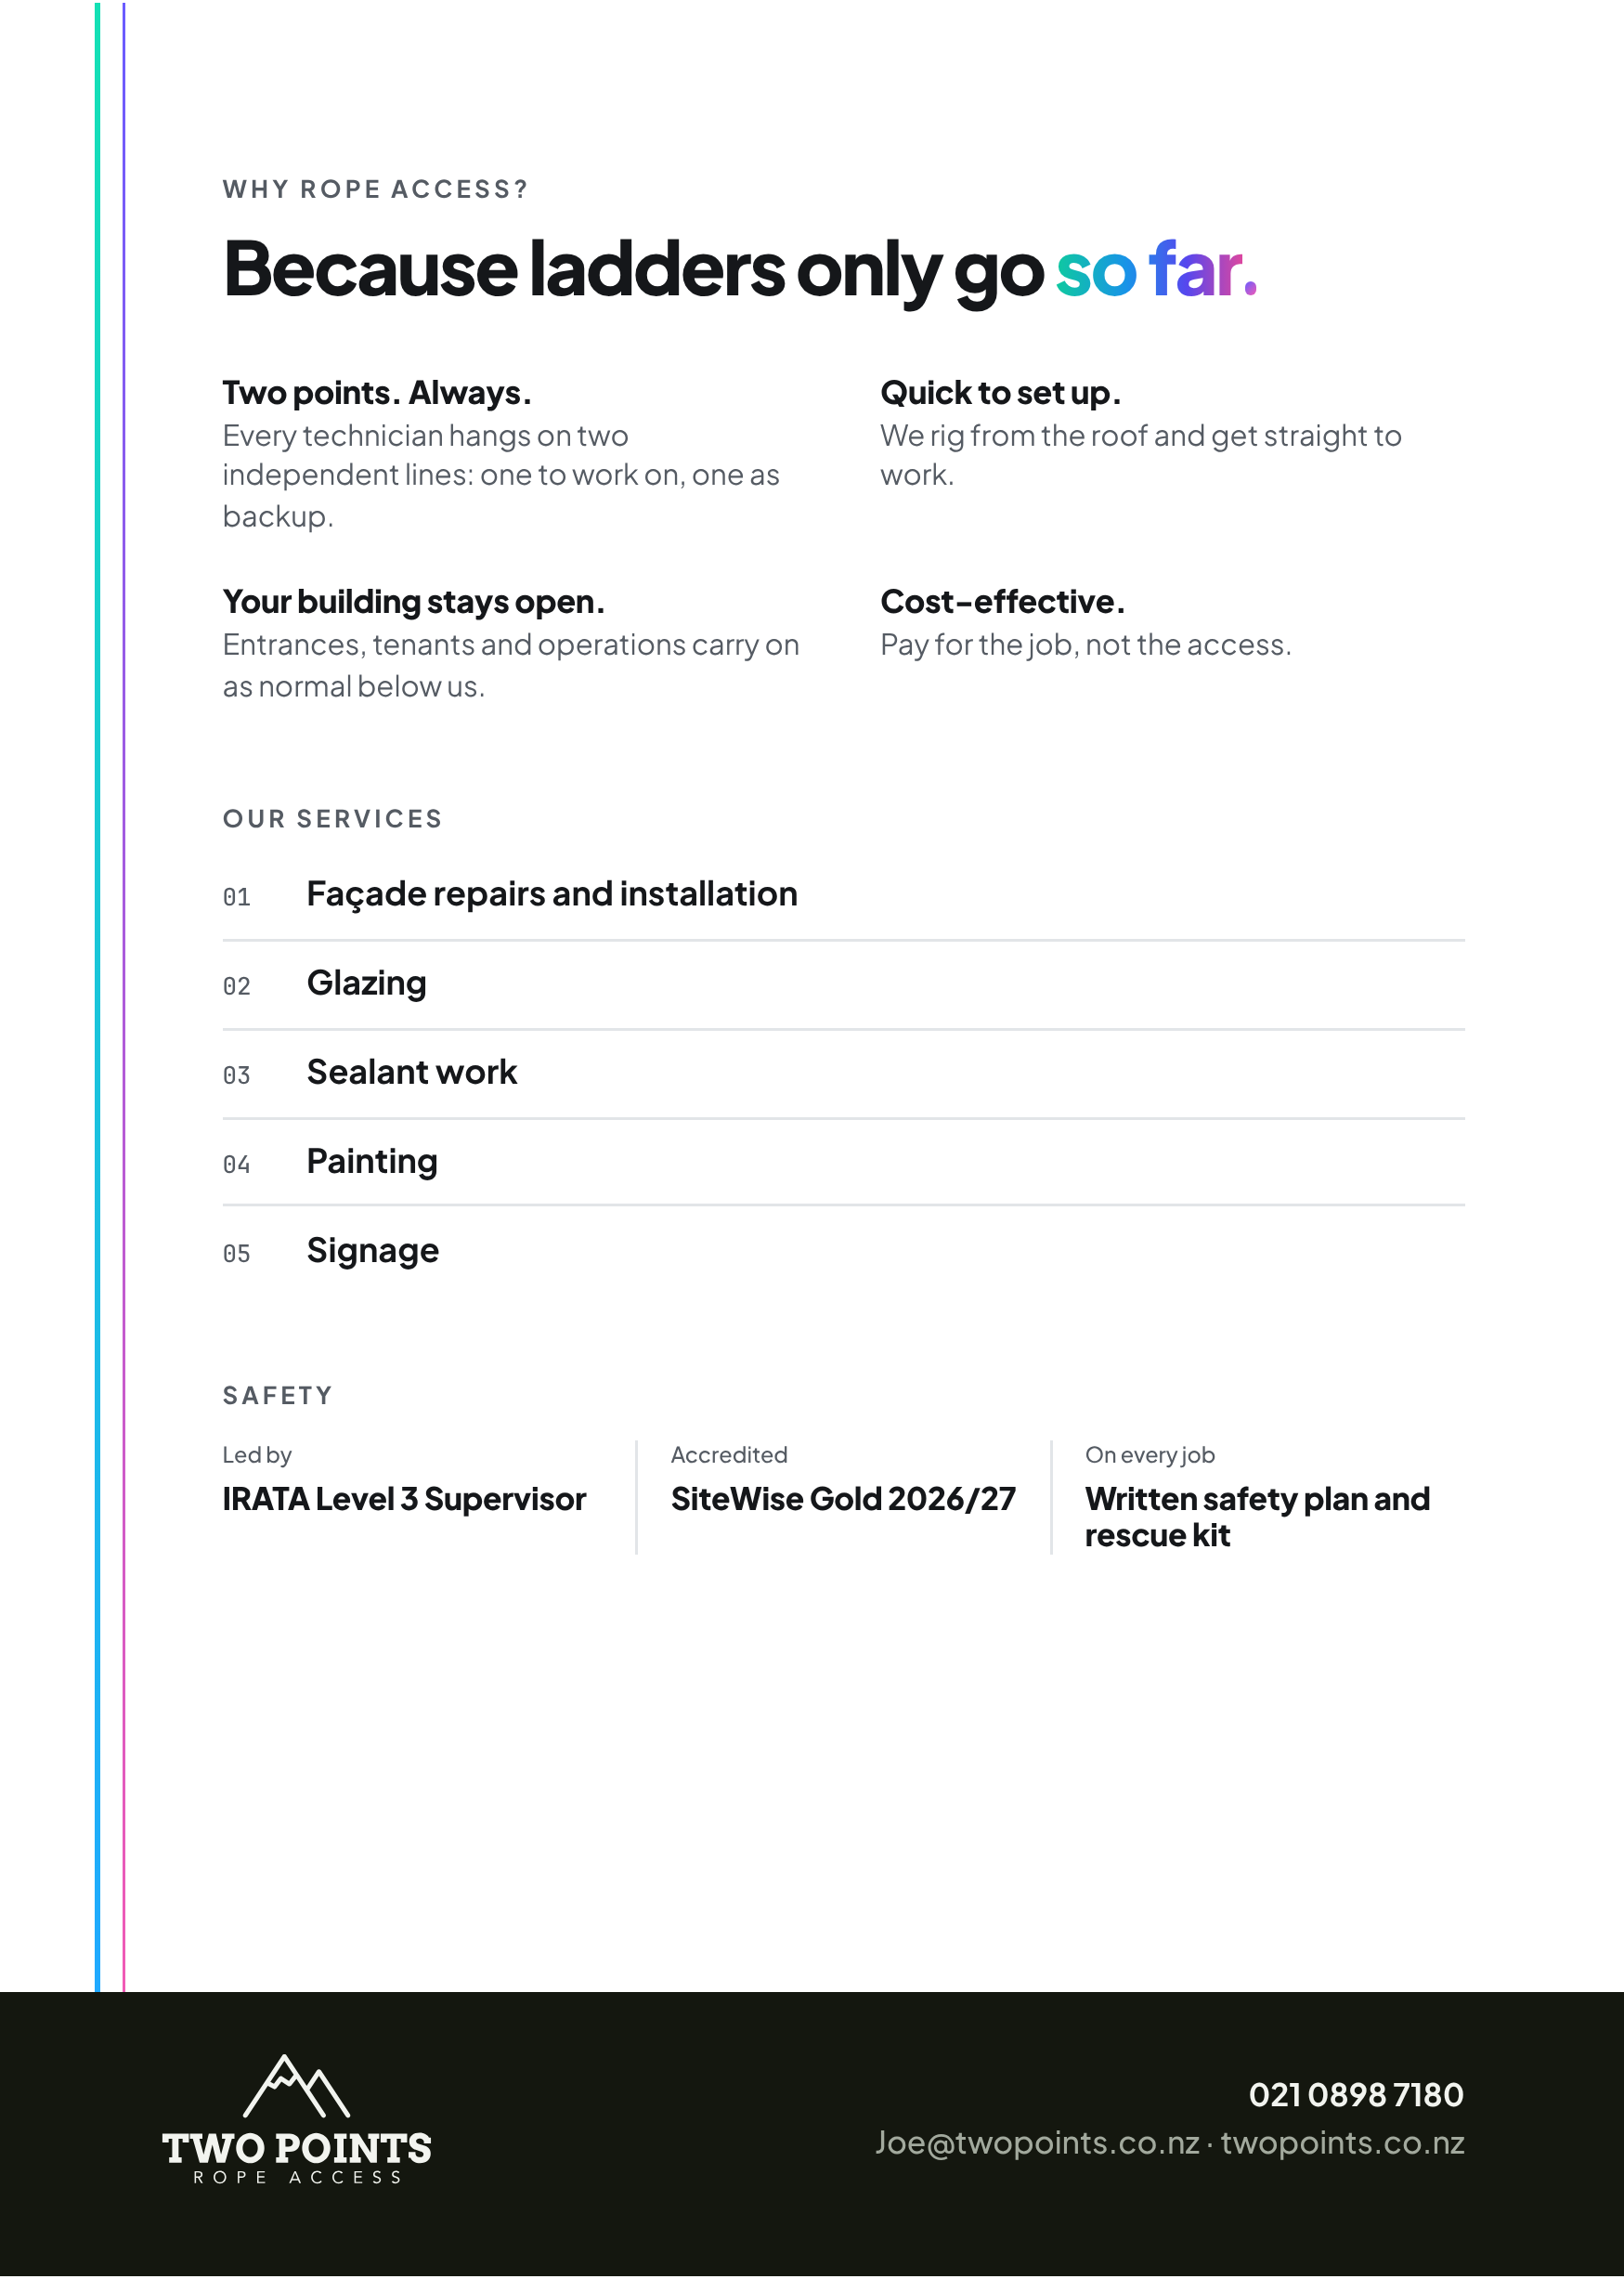 WHY ROPE ACCESS?
Because ladders only go so far.
Two points. Always.
Every technician hangs on two
independent lines: one to work on, one as
backup.
Quick to set up.
We rig from the roof and get straight to
work.
Your building stays open.
Entrances, tenants and operations carry on
as normal below us.
Cost-effective.
Pay for the job, not the access.
OUR SERVICES
01 Façade repairs and installation
02 Glazing
03 Sealant work
04 Painting
05 Signage
SAFETY
Led by
IRATA Level 3 Supervisor
Accredited
SiteWise Gold 2026/27
On every job
Written safety plan and
rescue kit
TWO POINTS
ROPE ACCESS
021 0898 7180
Joe@twopoints.co.nz · twopoints.co.nz